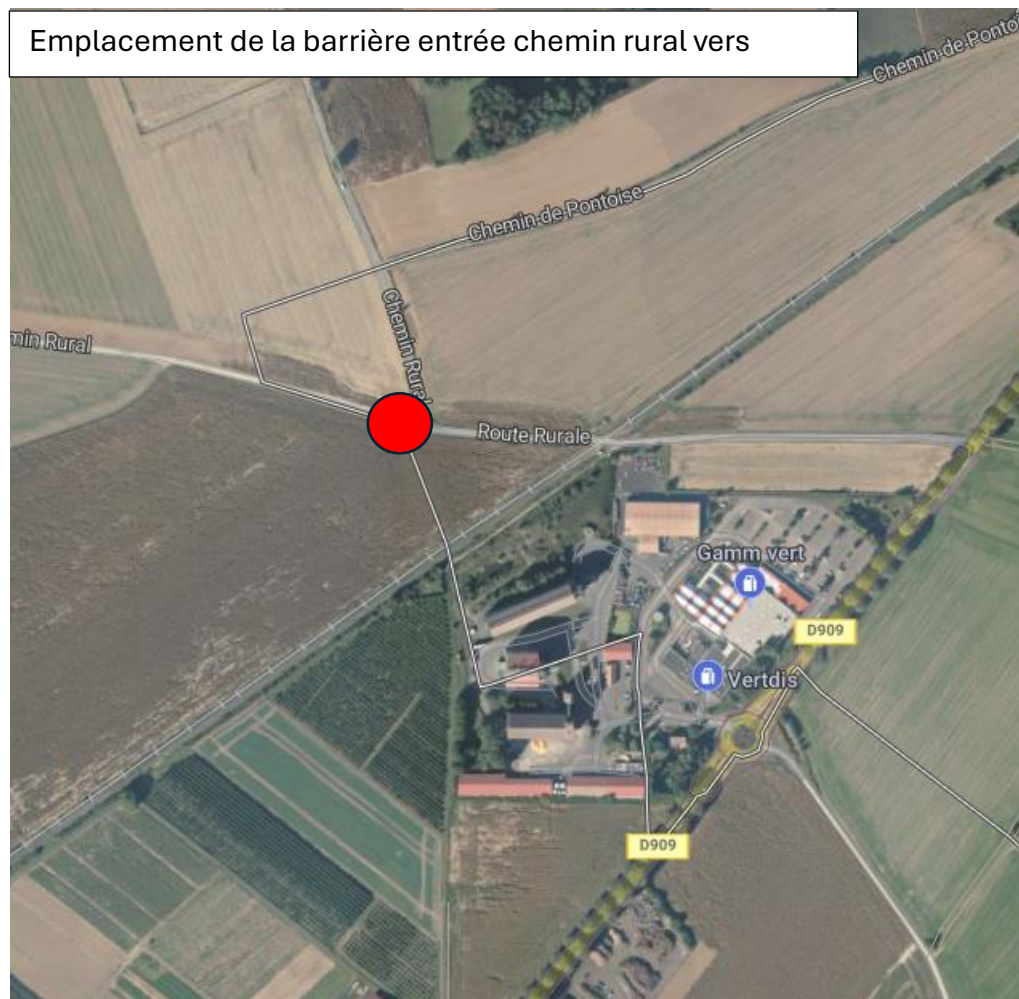 Emplacement de la barrière entrée chemin rural vers
Chemin-de-Ponto
Chemin-de-Pontoise
Chemin Rural
min Rural
Route Rurale
Gamm vert
D909
Vertdis
D909